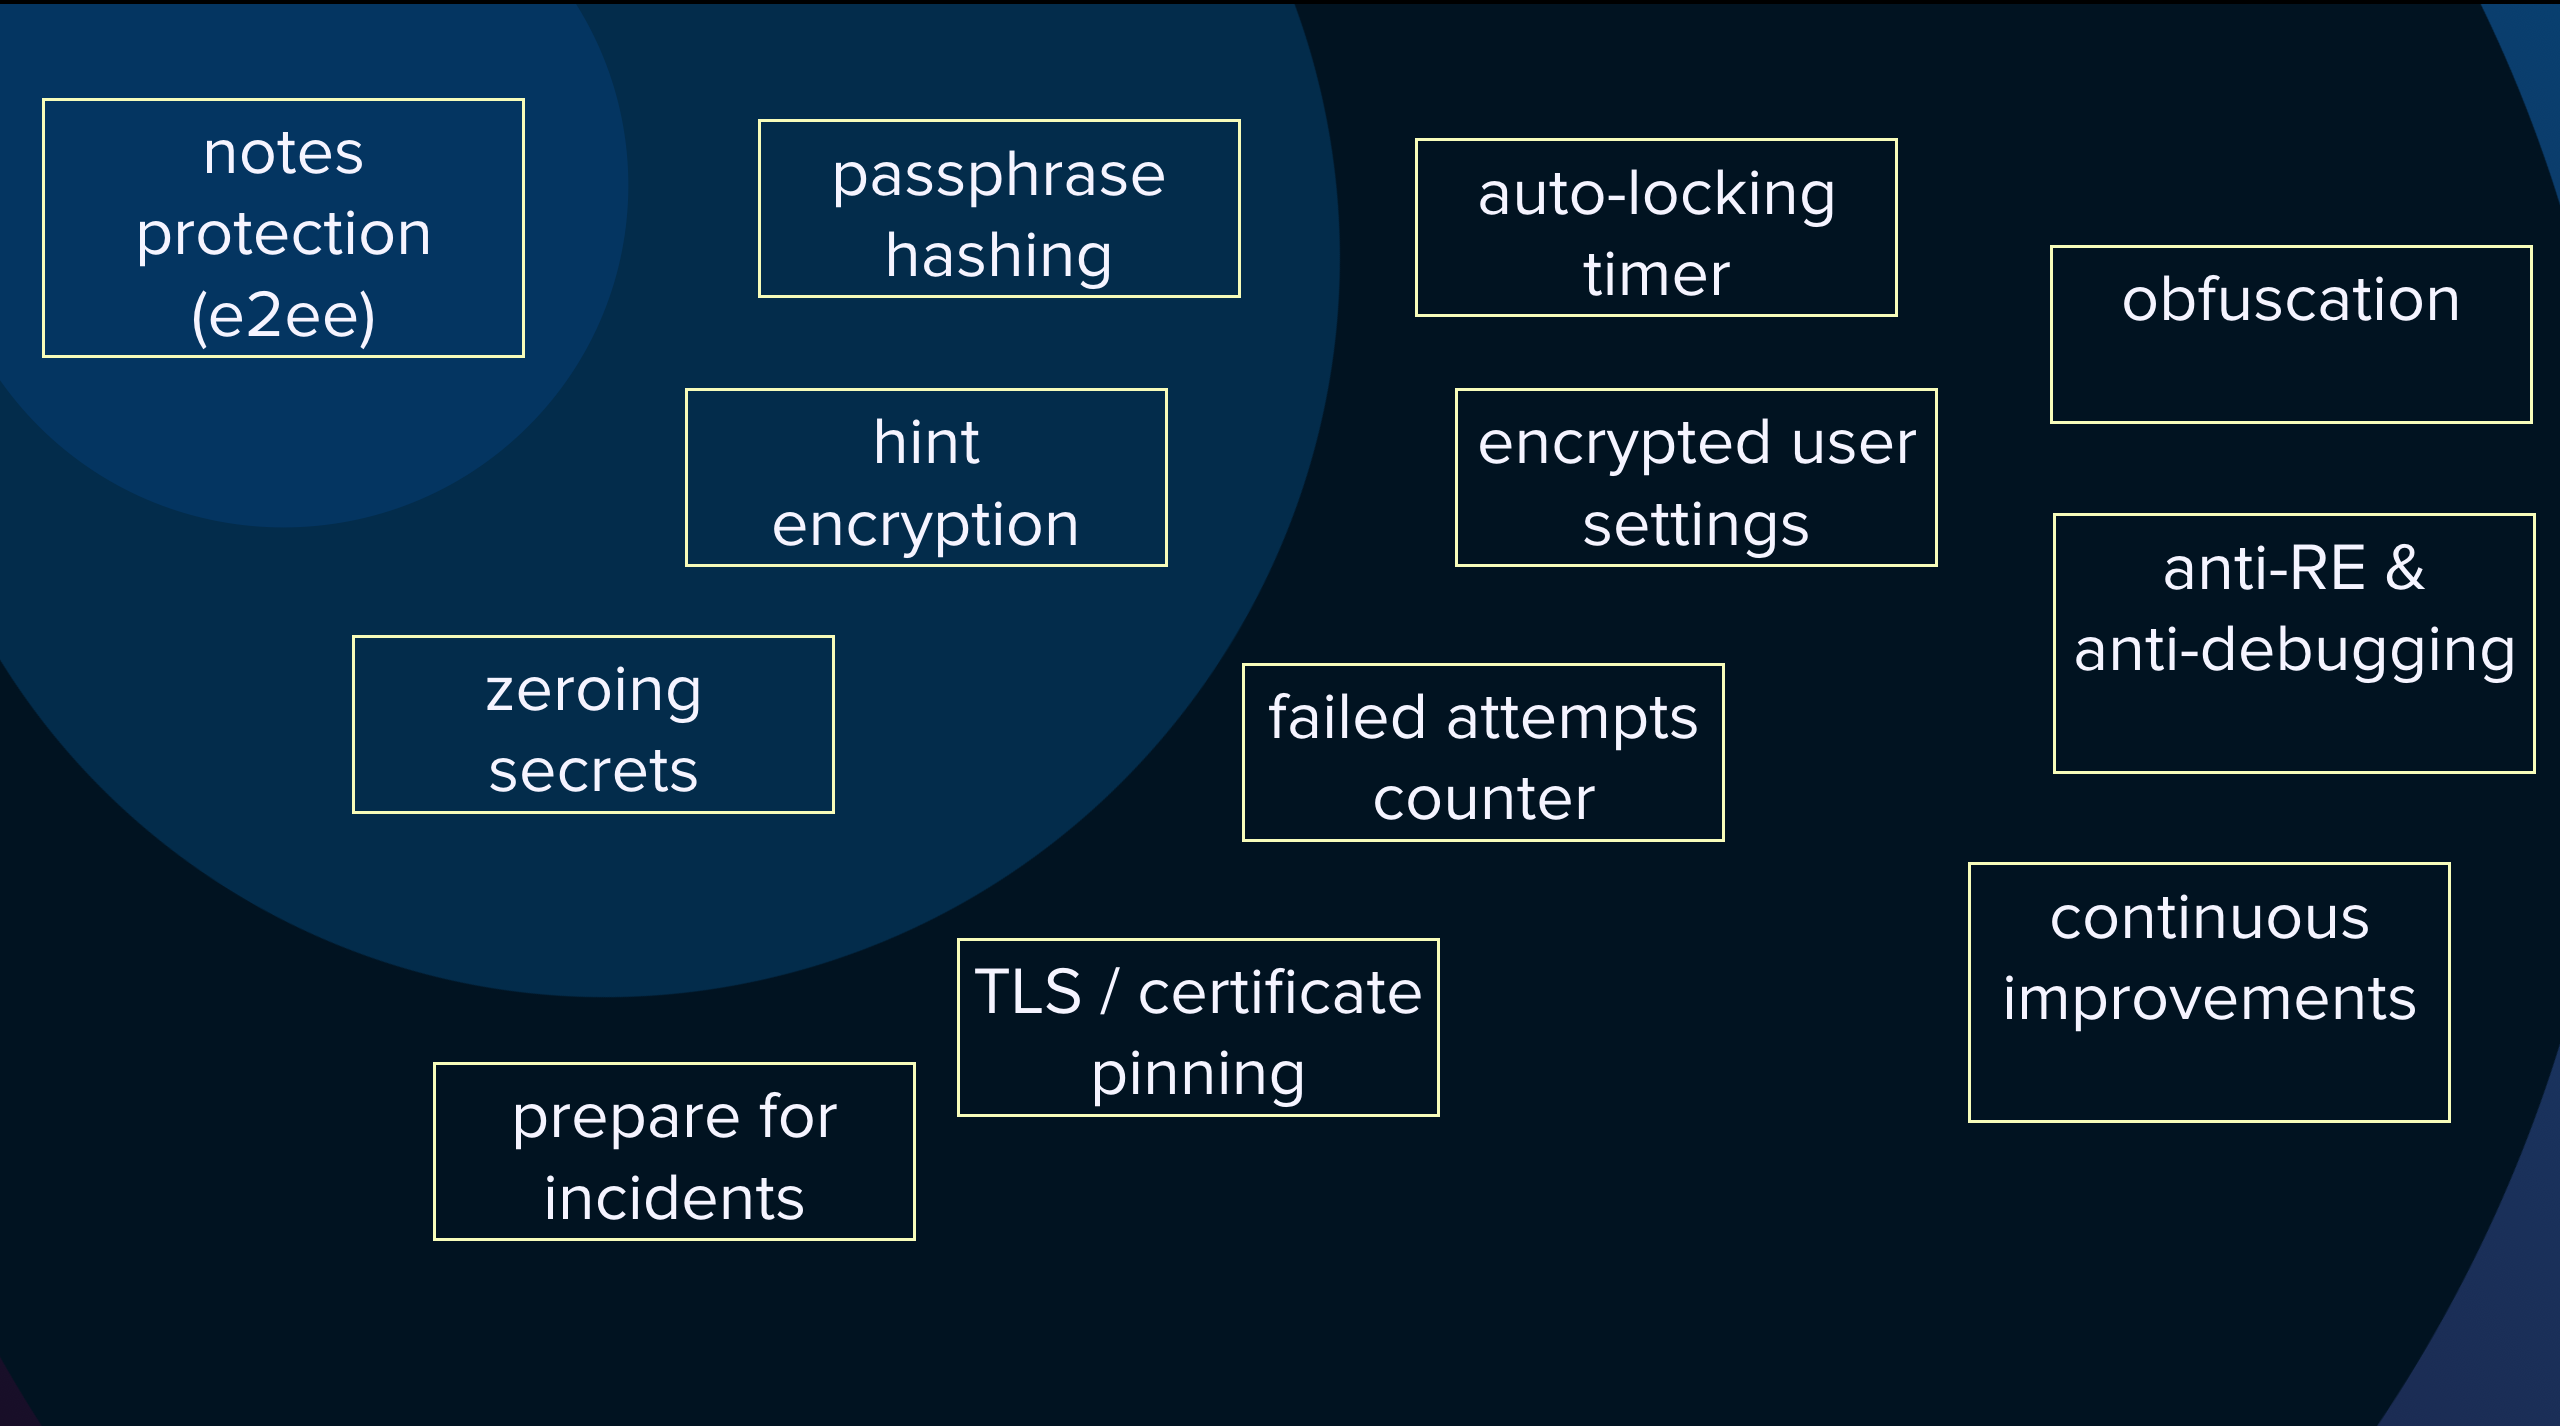 notes
protection
(e2ee)
passphrase
hashing
auto-locking
timer
obfuscation
hint
encryption
encrypted user
settings
anti-RE &
anti-debugging
zeroing
secrets
failed attempts
counter
continuous
improvements
TLS / certificate
pinning
prepare for
incidents